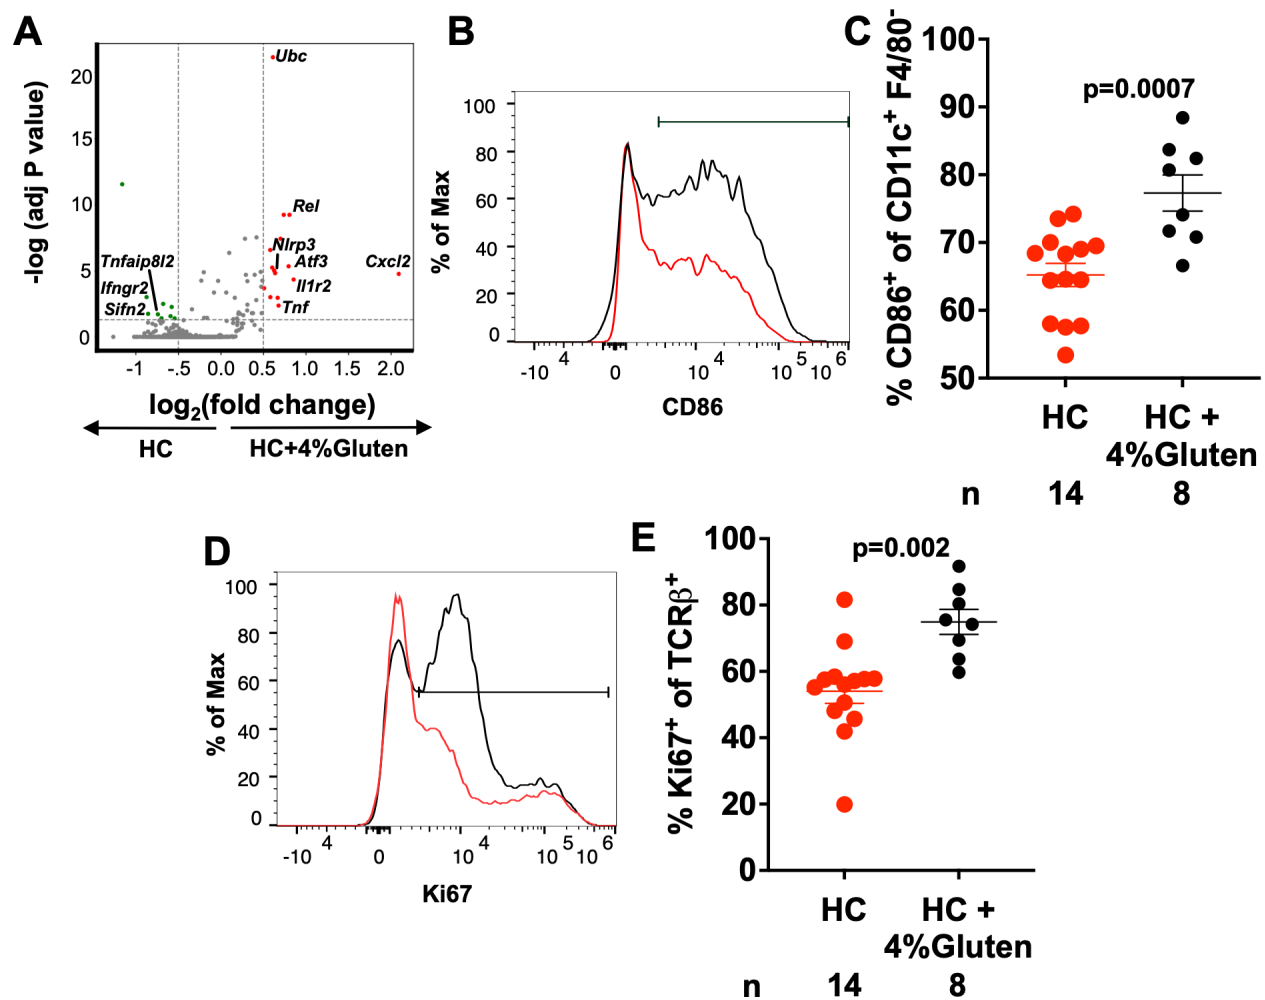 A
-log (adj P value)
20
15
10
5
0
Ubc
Rel
Nlrp3
Atf3
Cxcl2
Il1r2
Tnf
Tnfaip8l2
Ifngr2
Sifn2
-1 -.5 0.0 0.5 1.0 1.5 2.0
log2(fold change)
HC HC+4%Gluten
B
% of Max
100
80
60
40
20
0
-10 4 0 10 4 10 5 10 6
CD86
C
% CD86+ of CD11c+ F4/80-
100
90
80
70
60
50
p=0.0007
HC HC +
4%Gluten
n 14 8
D
% of Max
100
80
60
40
20
0
-10 4 0 10 4 10 5 10 6
Ki67
E
% Ki67+ of TCRβ+
100
80
60
40
20
0
p=0.002
HC HC +
4%Gluten
n 14 8